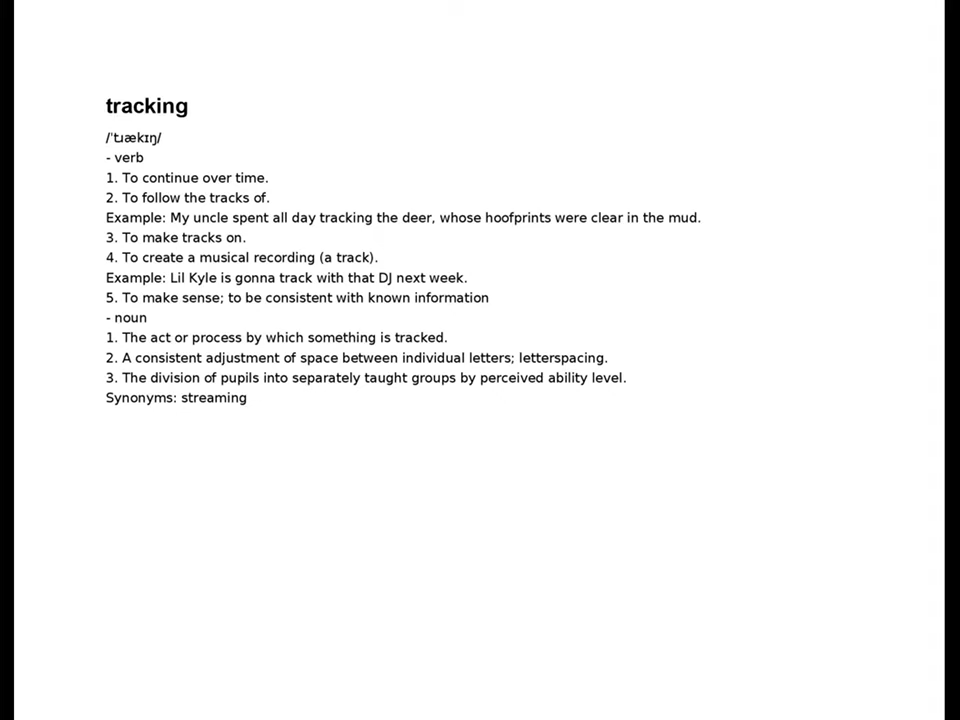 tracking
/ˈtɹækɪŋ/
- verb
1. To continue over time.
2. To follow the tracks of.
Example: My uncle spent all day tracking the deer, whose hoofprints were clear in the mud.
3. To make tracks on.
4. To create a musical recording (a track).
Example: Lil Kyle is gonna track with that DJ next week.
5. To make sense; to be consistent with known information
- noun
1. The act or process by which something is tracked.
2. A consistent adjustment of space between individual letters; letterspacing.
3. The division of pupils into separately taught groups by perceived ability level.
Synonyms: streaming